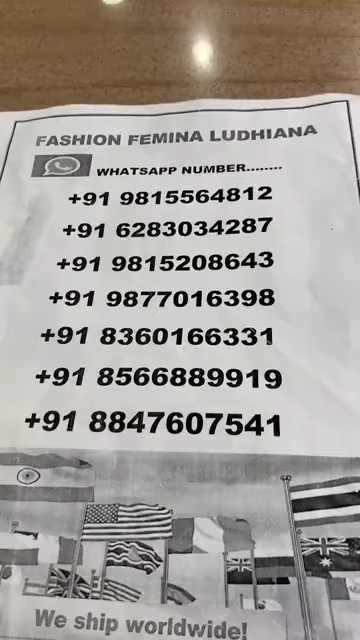 FASHION FEMINA LUDHIANA
WHATSAPP NUMBER........
+91 9815564812
+91 6283034287
+91 9815208643
+91 9877016398
+91 8360166331
+91 8566889919
+91 8847607541
We ship worldwide!